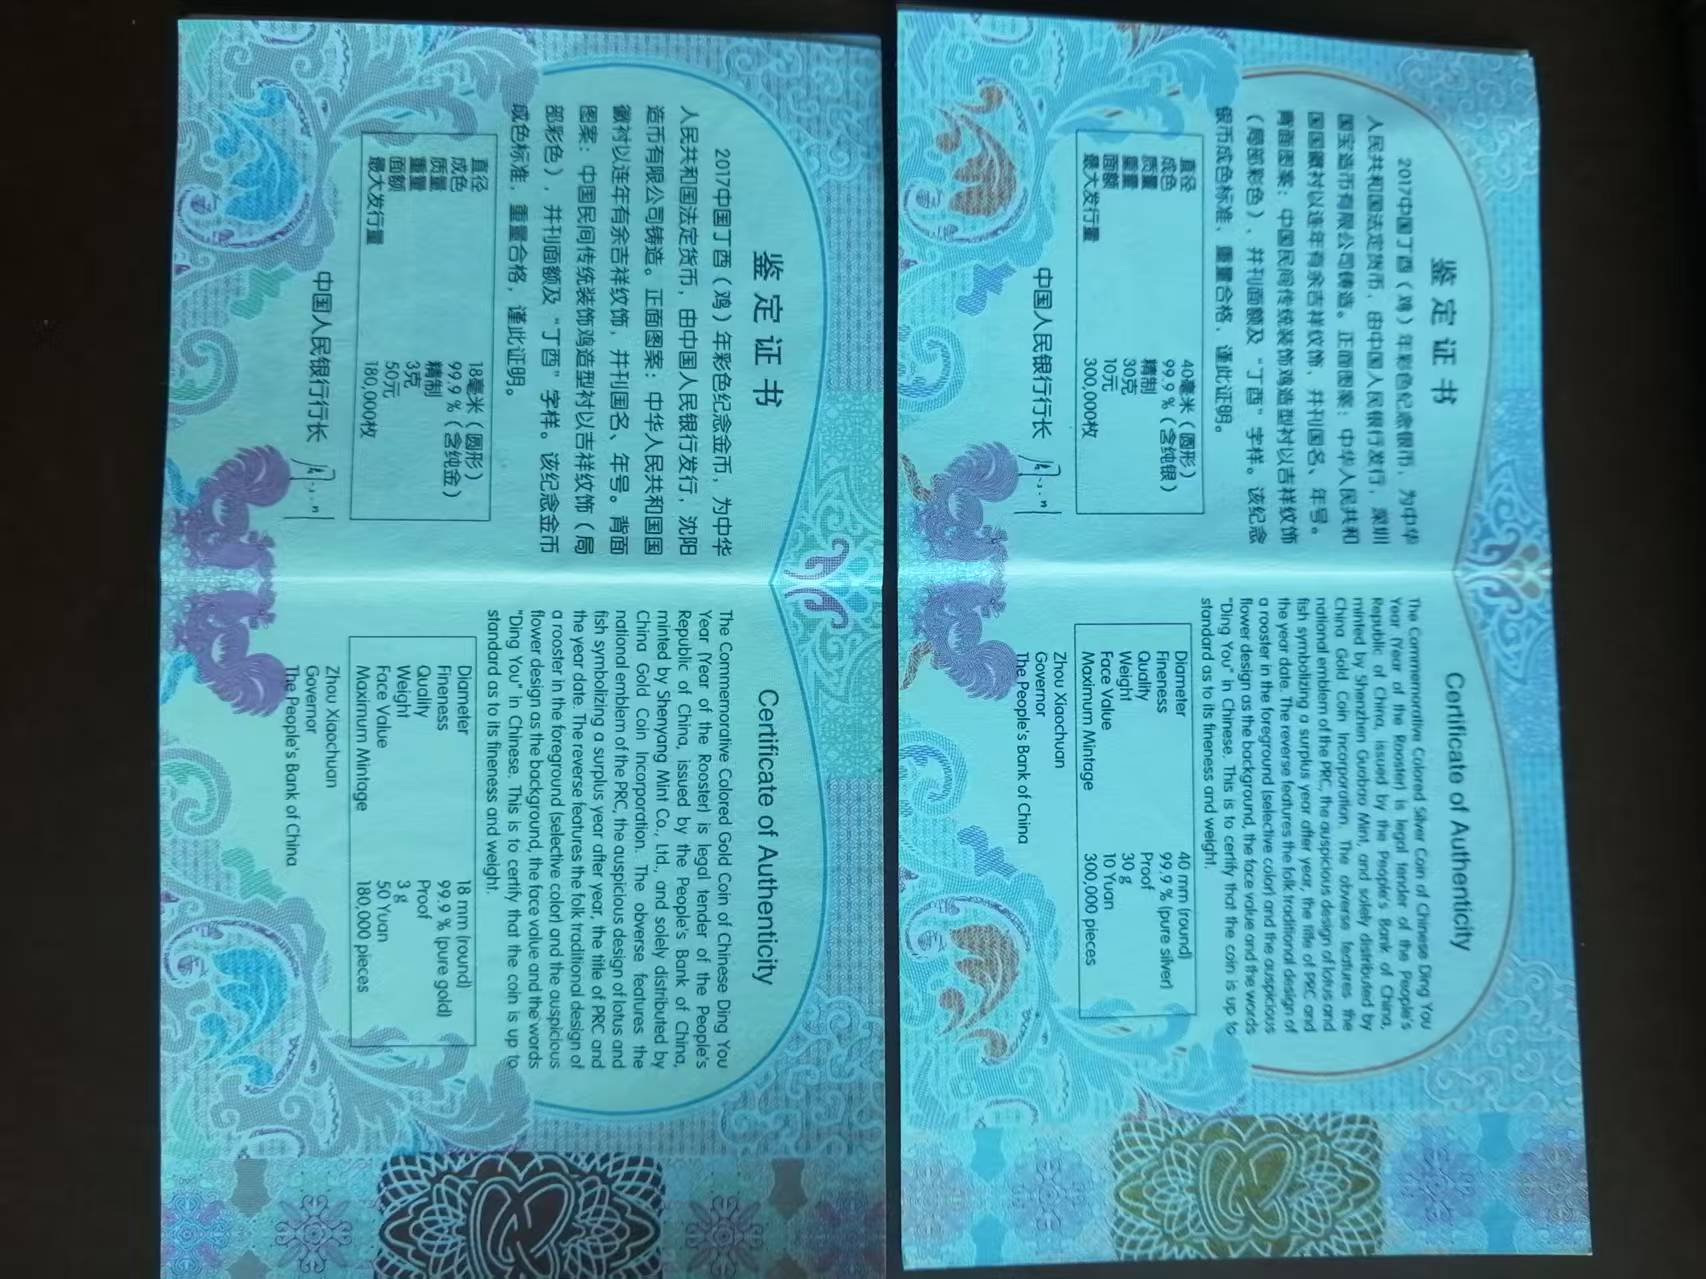 鉴定证书
2017中国丁酉(鸡)年彩色纪念银币,为中华
人民共和国法定货币,由中国人民银行发行,深圳
国宝造币有限公司铸造。正面图案:中华人民共和
国国徽衬以连年有余吉祥纹饰,并刊国名、年号。
背面图案:中国民间传统装饰鸡造型衬以吉祥纹饰
(局部彩色),并刊面额及“丁酉”字样。该纪念
银币成色标准,重量合格,谨此证明。
直径 40毫米(圆形)
成色 99.9 %(含纯银)
质量 精制
重量 30克
面额 10元
最大发行量 300,000枚
中国人民银行行长
Certificate of Authenticity
The Commemorative Colored Silver Coin of Chinese Ding You
Year (Year of the Rooster) is legal tender of the People's
Republic of China, issued by the People's Bank of China,
minted by Shenzhen Guobao Mint, and solely distributed by
China Gold Coin Incorporation. The obverse features the
national emblem of the PRC, the auspicious design of lotus and
fish symbolizing a surplus year after year, the title of PRC and
the year date. The reverse features the folk traditional design of
a rooster in the foreground (selective color) and the auspicious
flower design as the background, the face value and the words
"Ding You" in Chinese. This is to certify that the coin is up to
standard as to its fineness and weight.
Diameter 40 mm (round)
Fineness 99.9 % (pure silver)
Quality Proof
Weight 30 g
Face Value 10 Yuan
Maximum Mintage 300,000 pieces
Zhou Xiaochuan
Governor
The People's Bank of China
鉴定证书
2017中国丁酉(鸡)年彩色纪念金币,为中华
人民共和国法定货币,由中国人民银行发行,沈阳
造币有限公司铸造。正面图案:中华人民共和国国
徽衬以连年有余吉祥纹饰,并刊国名、年号。背面
图案:中国民间传统装饰鸡造型衬以吉祥纹饰(局
部彩色),并刊面额及“丁酉”字样。该纪念金币
成色标准,重量合格,谨此证明。
直径 18毫米(圆形)
成色 99.9 %(含纯金)
质量 精制
重量 3克
面额 50元
最大发行量 180,000枚
中国人民银行行长
Certificate of Authenticity
The Commemorative Colored Gold Coin of Chinese Ding You
Year (Year of the Rooster) is legal tender of the People's
Republic of China, issued by the People's Bank of China,
minted by Shenyang Mint Co., Ltd., and solely distributed by
China Gold Coin Incorporation. The obverse features the
national emblem of the PRC, the auspicious design of lotus and
fish symbolizing a surplus year after year, the title of PRC and
the year date. The reverse features the folk traditional design of
a rooster in the foreground (selective color) and the auspicious
flower design as the background, the face value and the words
"Ding You" in Chinese. This is to certify that the coin is up to
standard as to its fineness and weight.
Diameter 18 mm (round)
Fineness 99.9 % (pure gold)
Quality Proof
Weight 3 g
Face Value 50 Yuan
Maximum Mintage 180,000 pieces
Zhou Xiaochuan
Governor
The People's Bank of China